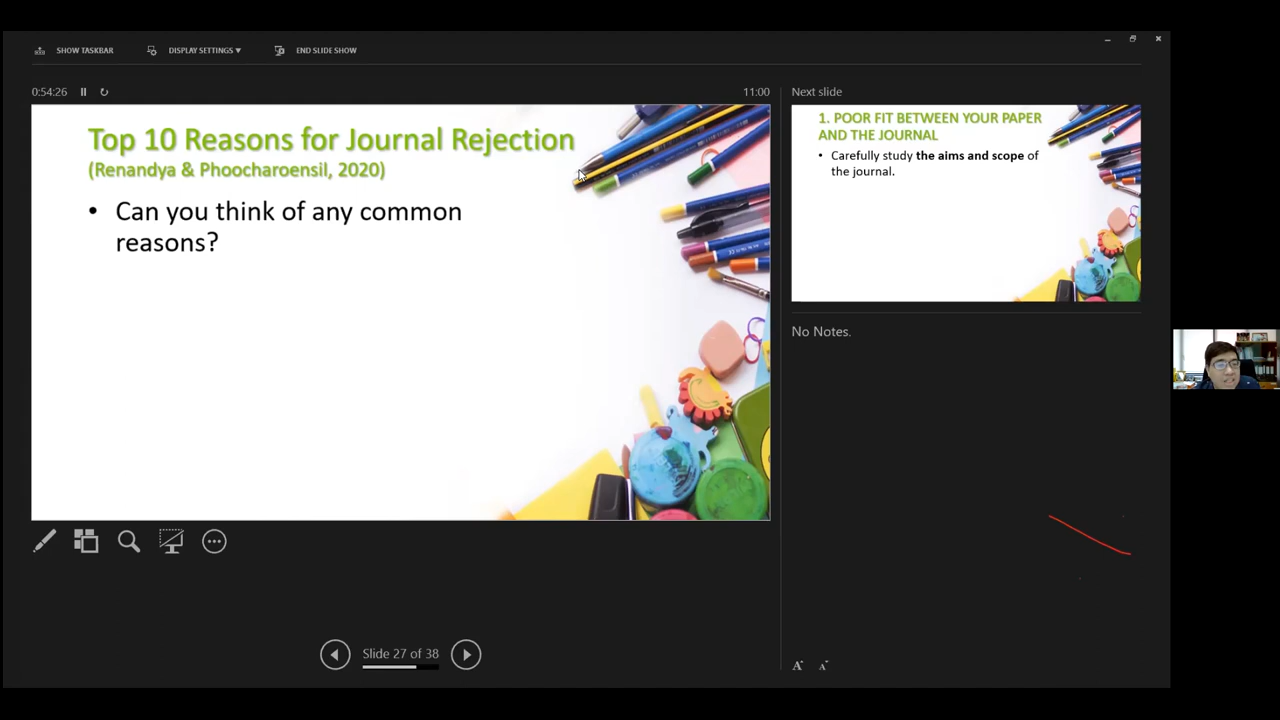 SHOW TASKBAR
DISPLAY SETTINGS ▼
END SLIDE SHOW
0:54:26
11:00
Top 10 Reasons for Journal Rejection
(Renandya & Phoocharoensil, 2020)
• Can you think of any common
reasons?
Next slide
1. POOR FIT BETWEEN YOUR PAPER
AND THE JOURNAL
• Carefully study the aims and scope of
the journal.
No Notes.
Slide 27 of 38
A A